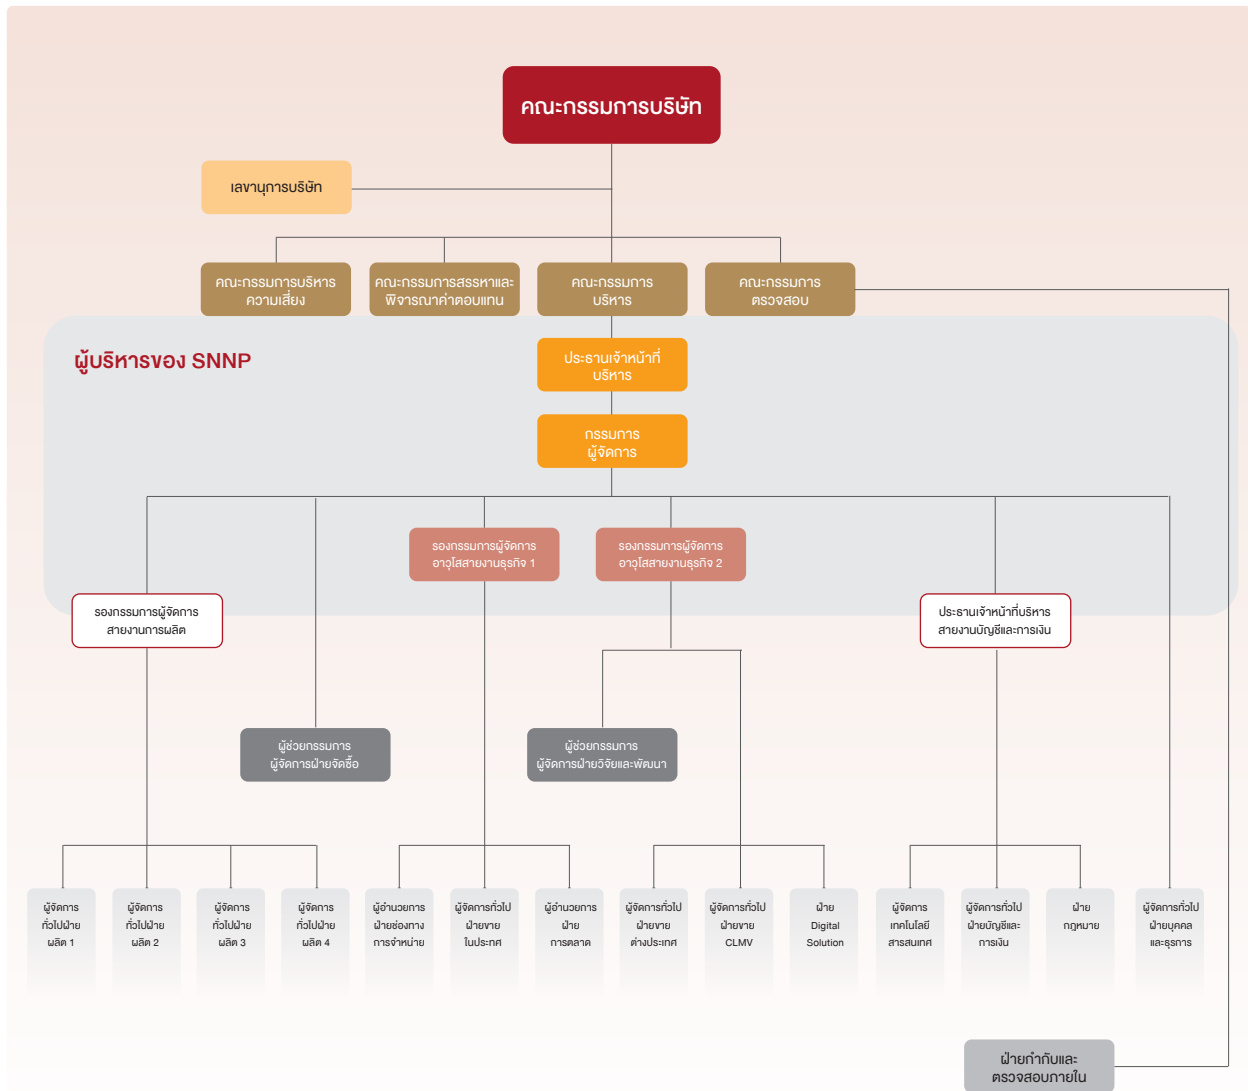 คณะกรรมการบริษัท
เลขานุการบริษัท
คณะกรรมการบริหาร
ความเสี่ยง
คณะกรรมการสรรหาและ
พิจารณาค่าตอบแทน
คณะกรรมการ
บริหาร
คณะกรรมการ
ตรวจสอบ
ผู้บริหารของ SNNP
ประธานเจ้าหน้าที่
บริหาร
กรรมการ
ผู้จัดการ
รองกรรมการผู้จัดการ
อาวุโสสายงานธุรกิจ 1
รองกรรมการผู้จัดการ
อาวุโสสายงานธุรกิจ 2
รองกรรมการผู้จัดการ
สายงานการผลิต
ประธานเจ้าหน้าที่บริหาร
สายงานบัญชีและการเงิน
ผู้ช่วยกรรมการ
ผู้จัดการฝ่ายจัดซื้อ
ผู้ช่วยกรรมการ
ผู้จัดการฝ่ายวิจัยและพัฒนา
ผู้จัดการ
ทั่วไปฝ่าย
ผลิต 1
ผู้จัดการ
ทั่วไปฝ่าย
ผลิต 2
ผู้จัดการ
ทั่วไปฝ่าย
ผลิต 3
ผู้จัดการ
ทั่วไปฝ่าย
ผลิต 4
ผู้อำนวยการ
ฝ่ายช่องทาง
การจำหน่าย
ผู้จัดการทั่วไป
ฝ่ายขาย
ในประทศ
ผู้อำนวยการ
ฝ่าย
การตลาด
ผู้จัดการทั่วไป
ฝ่ายขาย
ต่างประเทศ
ผู้จัดการทั่วไป
ฝ่ายขาย
CLMV
ฝ่าย
Digital
Solution
ผู้จัดการ
เทคโนโลยี
สารสนเทศ
ผู้จัดการทั่วไป
ฝ่ายบัญชีและ
การเงิน
ฝ่าย
กฎหมาย
ผู้จัดการทั่วไป
ฝ่ายบุคคล
และธุรการ
ฝ่ายกำกับและ
ตรวจสอบภายใน